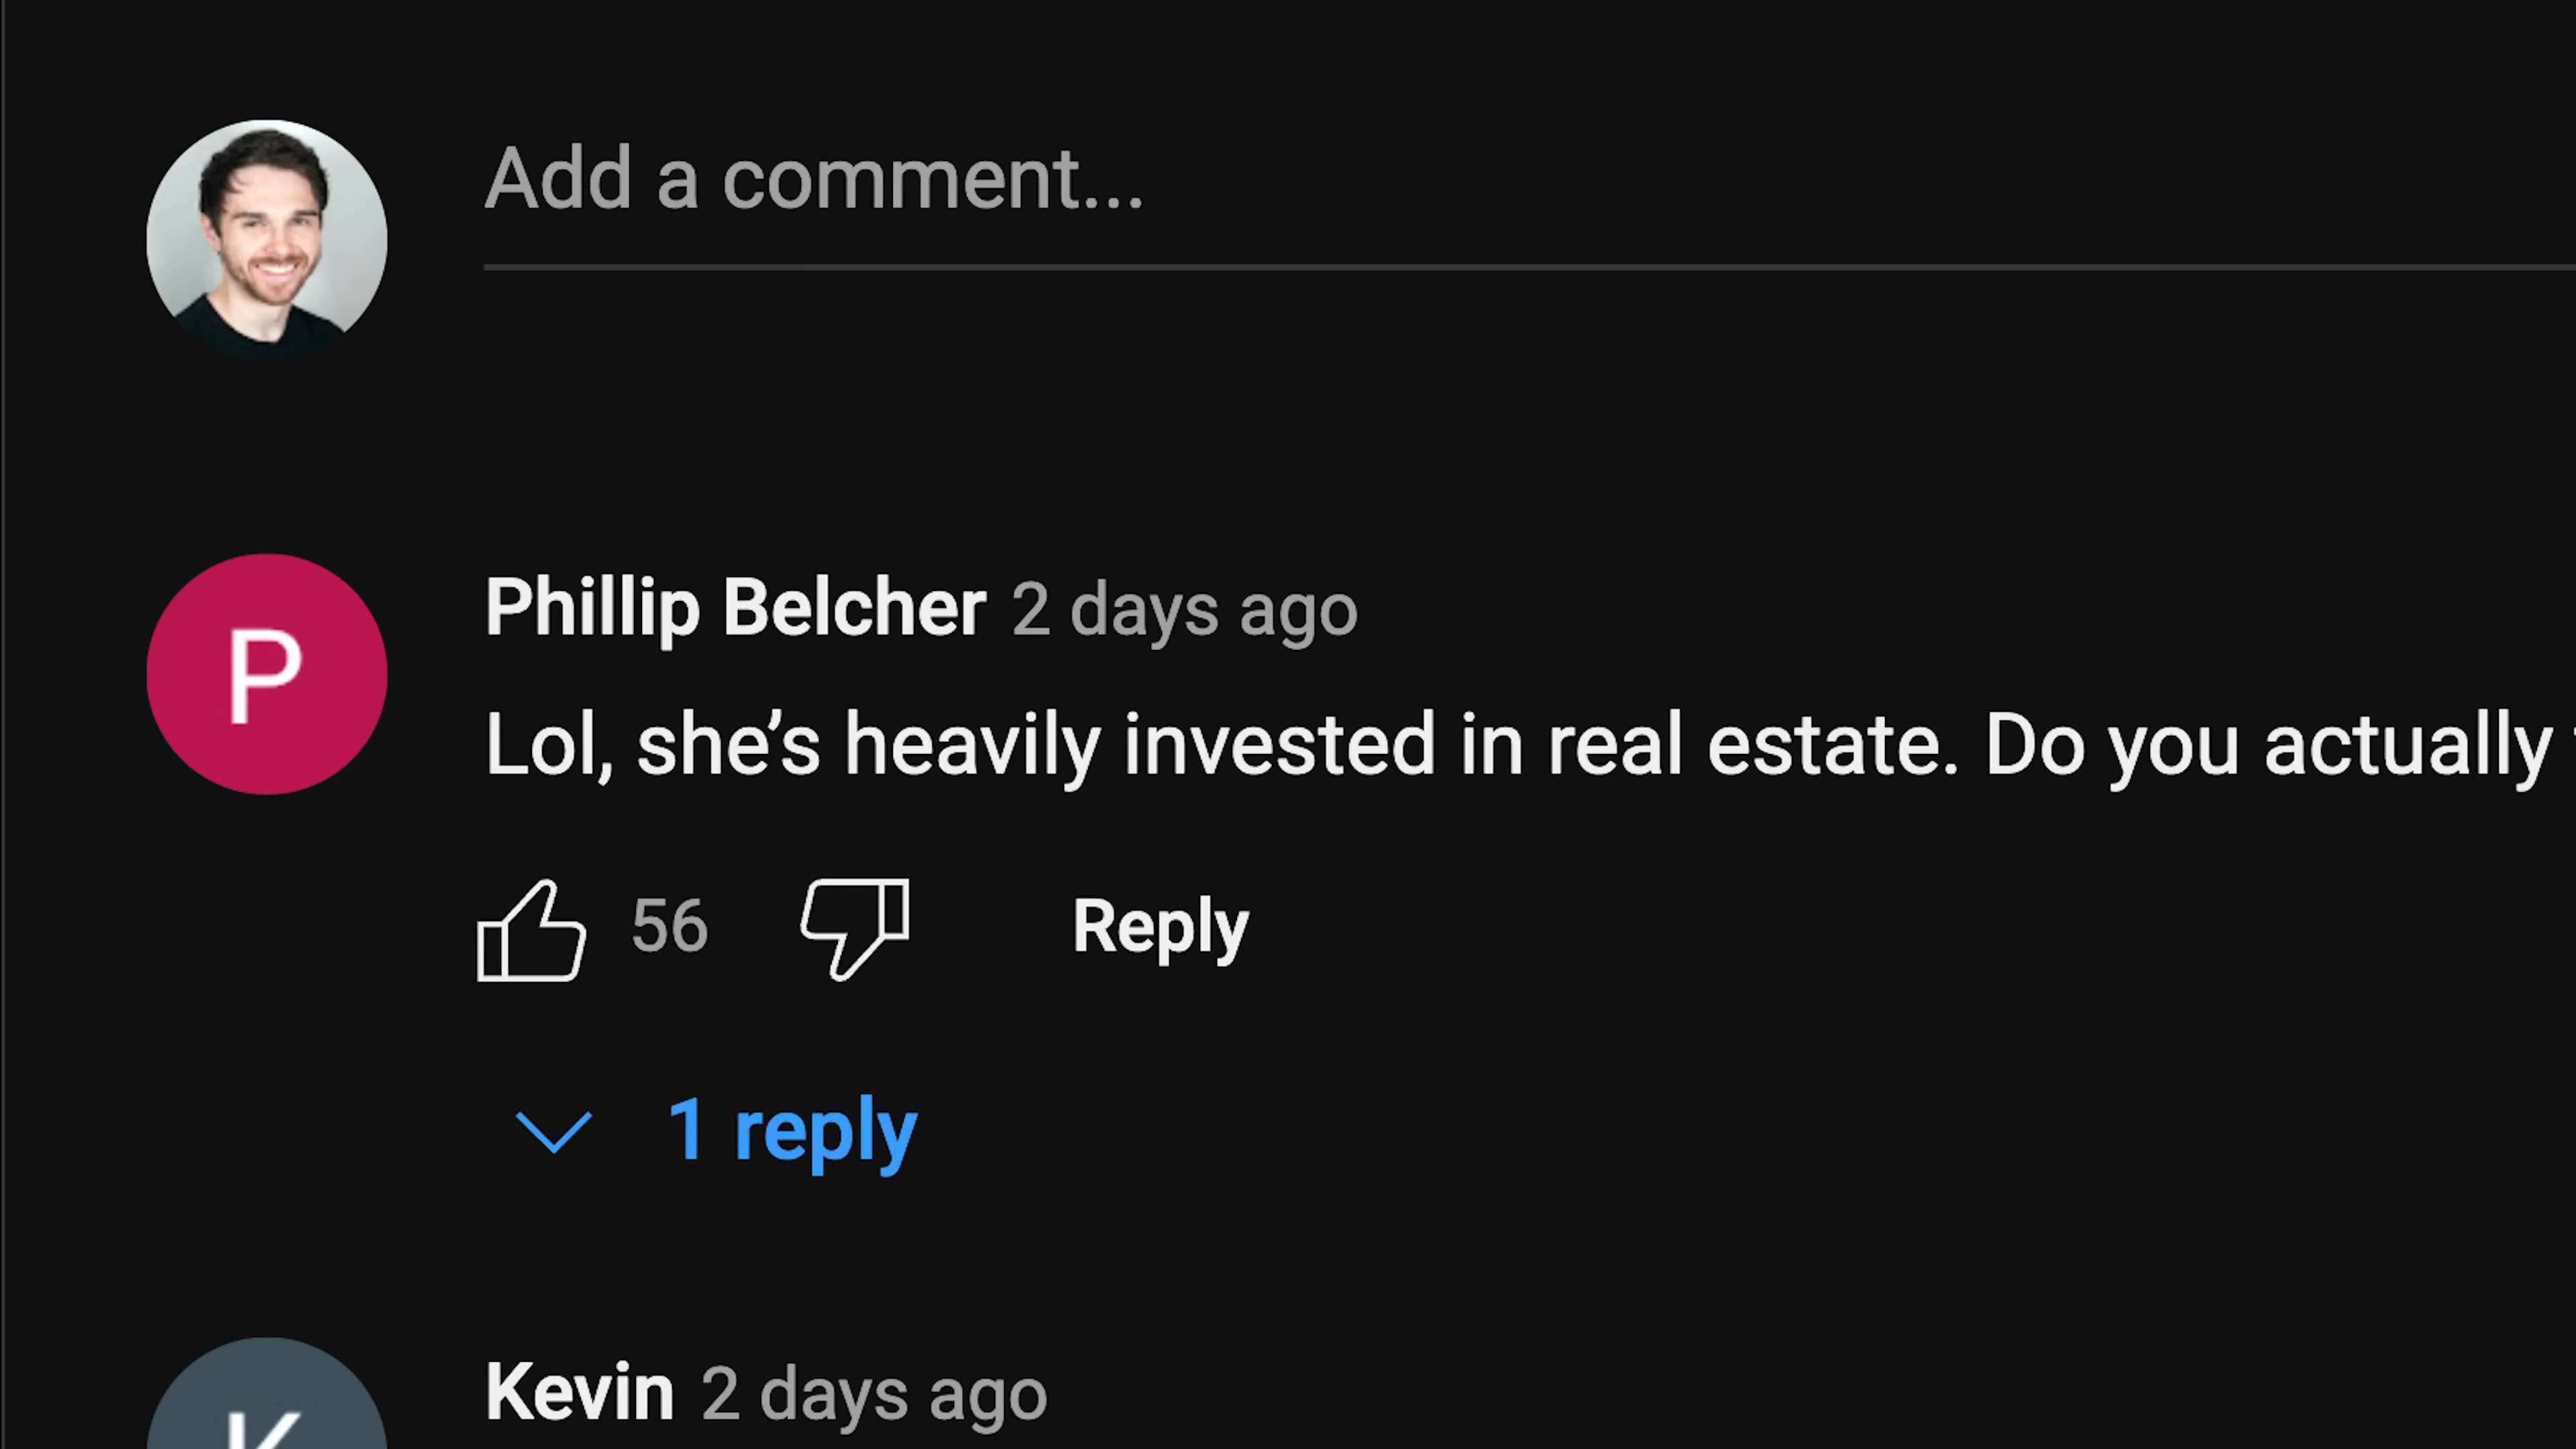 Add a comment...
P
Phillip Belcher 2 days ago
Lol, she’s heavily invested in real estate. Do you actually
56 Reply
1 reply
K
Kevin 2 days ago